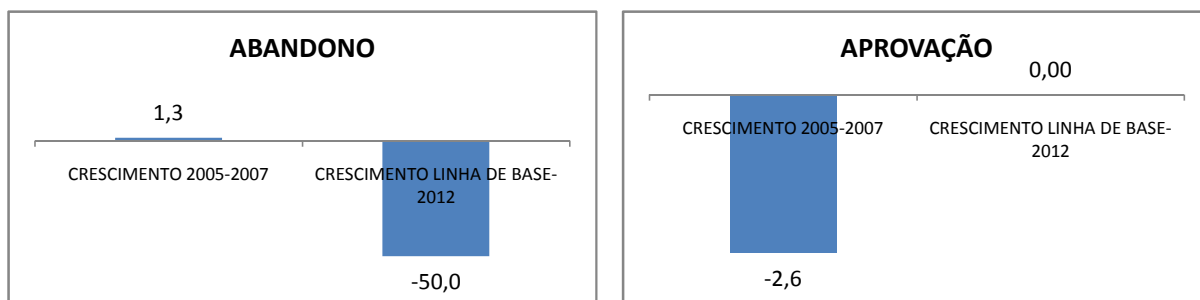 ABANDONO
1,3
CRESCIMENTO 2005-2007
CRESCIMENTO LINHA DE BASE-
2012
-50,0
APROVAÇÃO
0,00
CRESCIMENTO 2005-2007
CRESCIMENTO LINHA DE BASE-
2012
-2,6